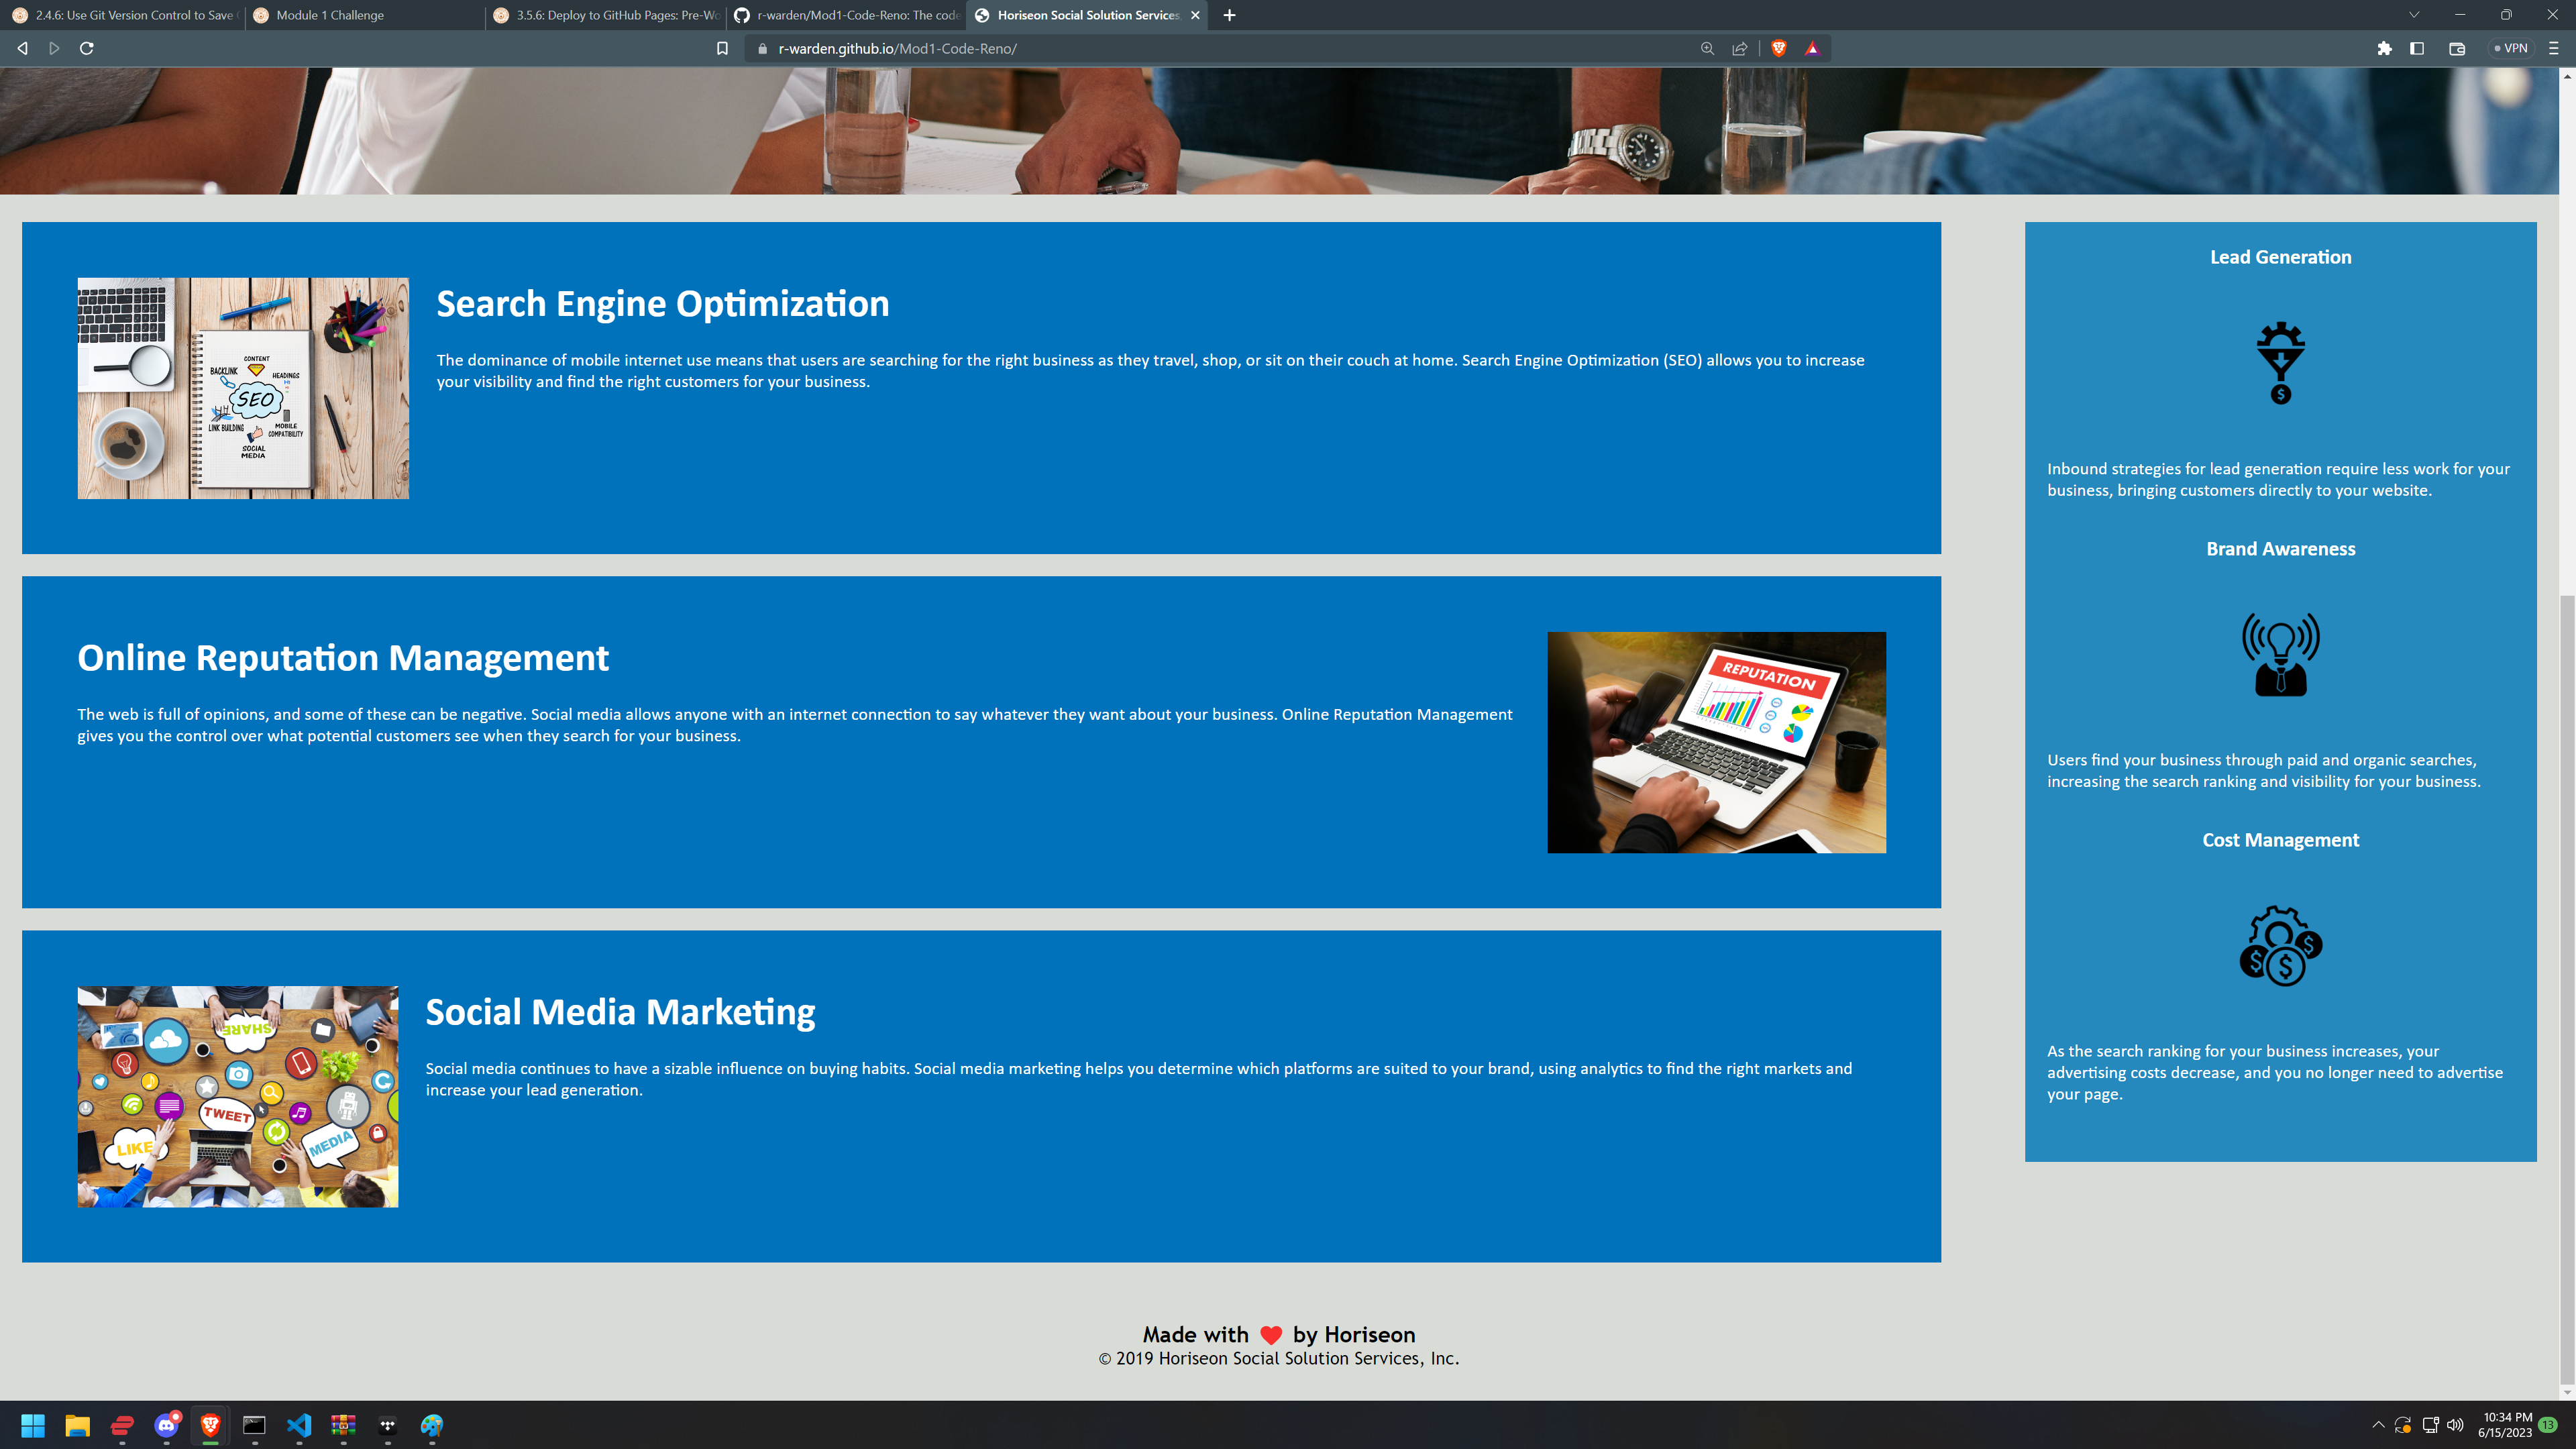 2.4.6: Use Git Version Control to Save
Module 1 Challenge
3.5.6: Deploy to GitHub Pages: Pre-Wo
r-warden/Mod1-Code-Reno: The code
Horiseon Social Solution Services,
r-warden.github.io/Mod1-Code-Reno/
VPN
Search Engine Optimization
The dominance of mobile internet use means that users are searching for the right business as they travel, shop, or sit on their couch at home. Search Engine Optimization (SEO) allows you to increase
your visibility and find the right customers for your business.
CONTENT
BACKLINK
HEADINGS
SEO
LINK BUILDING
MOBILE
COMPATIBILITY
SOCIAL
MEDIA
Online Reputation Management
The web is full of opinions, and some of these can be negative. Social media allows anyone with an internet connection to say whatever they want about your business. Online Reputation Management
gives you the control over what potential customers see when they search for your business.
REPUTATION
Social Media Marketing
Social media continues to have a sizable influence on buying habits. Social media marketing helps you determine which platforms are suited to your brand, using analytics to find the right markets and
increase your lead generation.
SHARE
TWEET
LIKE
MEDIA
Lead Generation
$
Inbound strategies for lead generation require less work for your
business, bringing customers directly to your website.
Brand Awareness
Users find your business through paid and organic searches,
increasing the search ranking and visibility for your business.
Cost Management
$
$
$
As the search ranking for your business increases, your
advertising costs decrease, and you no longer need to advertise
your page.
Made with ❤️ by Horiseon
© 2019 Horiseon Social Solution Services, Inc.
10:34 PM
6/15/2023
13